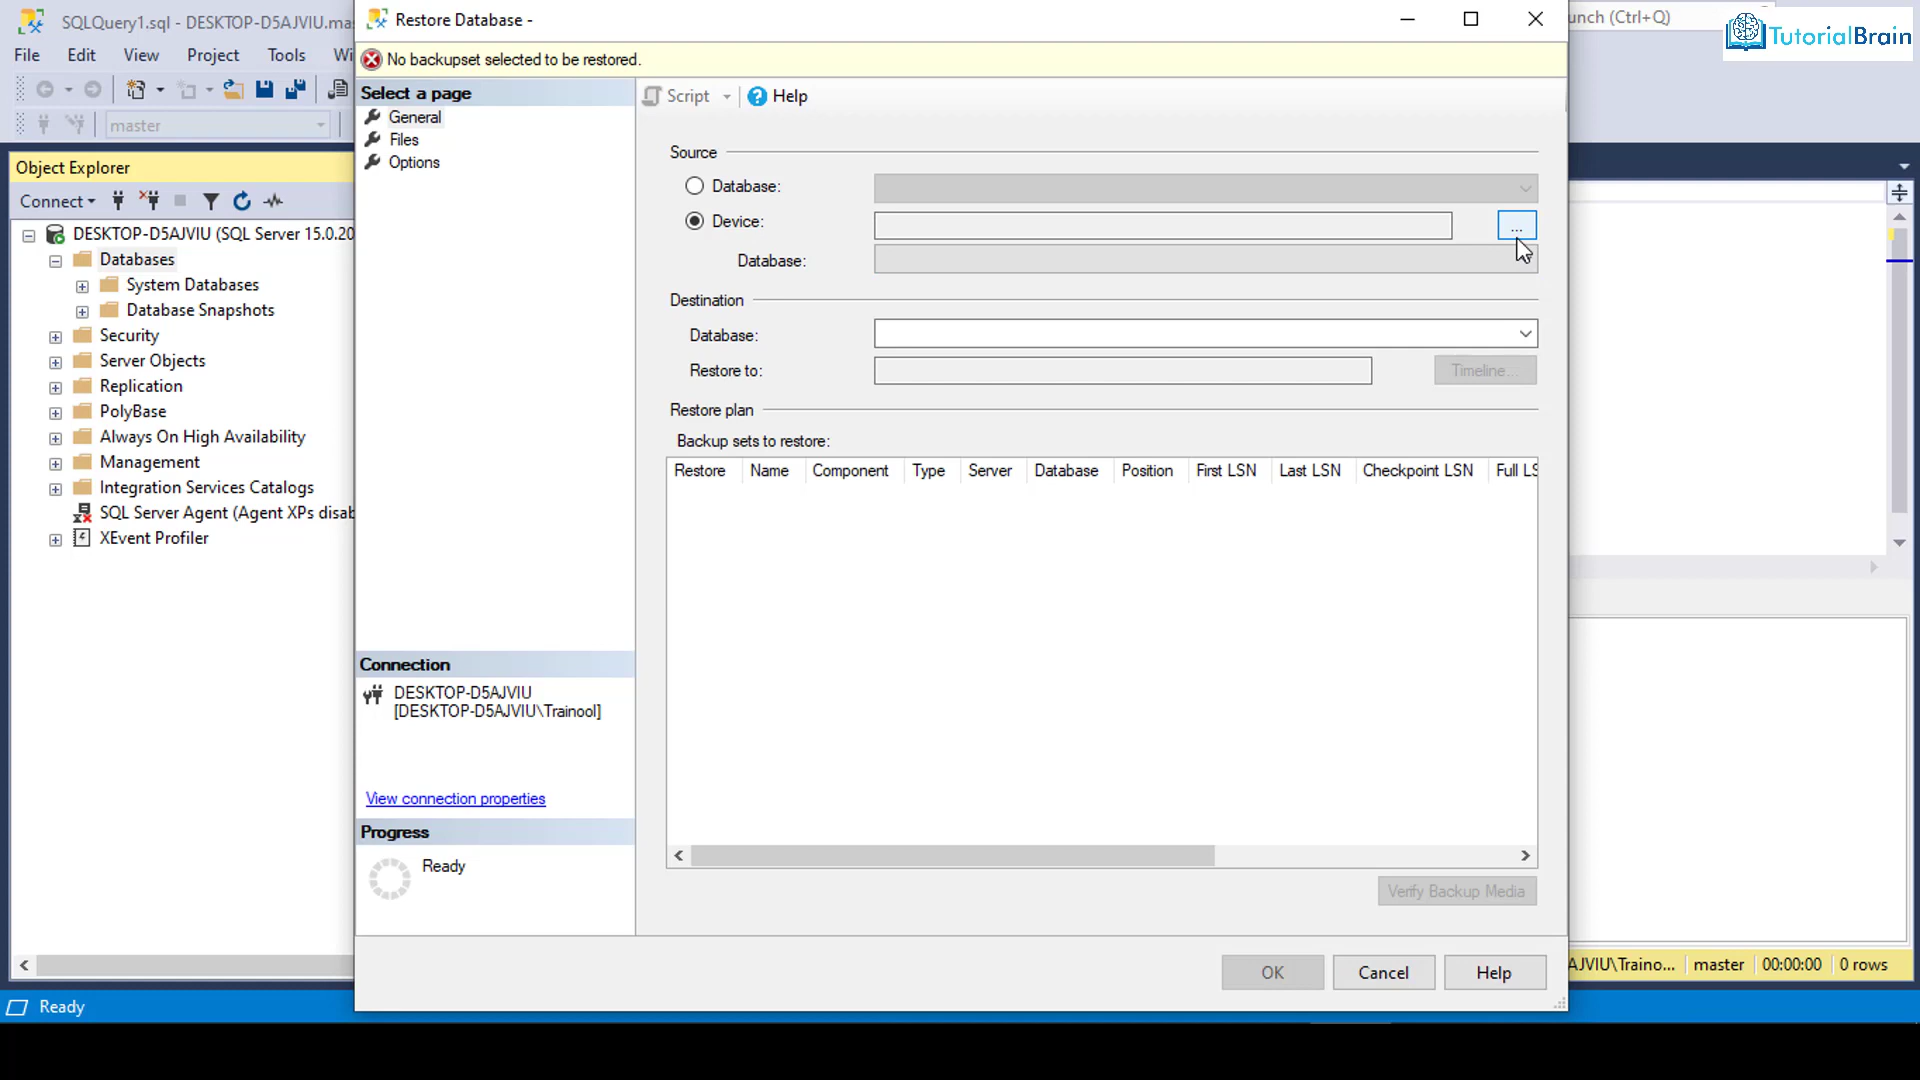 SQLQuery1.sql - DESKTOP-D5AJVIU.ma
File Edit View Project Tools Wi
master
Object Explorer
Connect
DESKTOP-D5AJVIU (SQL Server 15.0.20
Databases
System Databases
Database Snapshots
Security
Server Objects
Replication
PolyBase
Always On High Availability
Management
Integration Services Catalogs
SQL Server Agent (Agent XPs disab
XEvent Profiler
Restore Database -
No backupset selected to be restored.
Select a page
General
Files
Options
Connection
DESKTOP-D5AJVIU
[DESKTOP-D5AJVIU\Trainool]
View connection properties
Progress
Ready
Script Help
Source
Database:
Device:
...
Database:
Destination
Database:
Restore to:
Timeline...
Restore plan
Backup sets to restore:
Restore Name Component Type Server Database Position First LSN Last LSN Checkpoint LSN Full LS
Verify Backup Media
OK Cancel Help
unch (Ctrl+Q)
TutorialBrain
AJVIU\Traino... master 00:00:00 0 rows
Ready